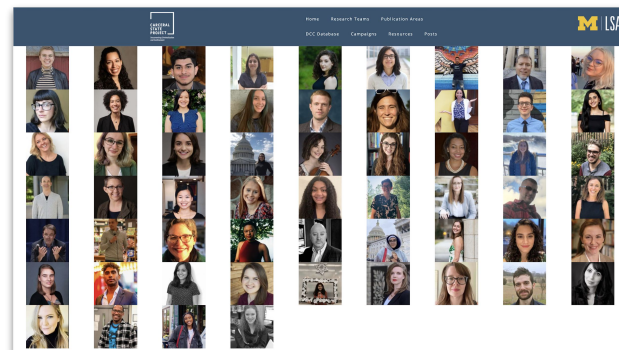 CARCERAL
STATE
PROJECT
Home Research Teams Publication Areas
DCC Database Campaigns Resources Posts
M LSA